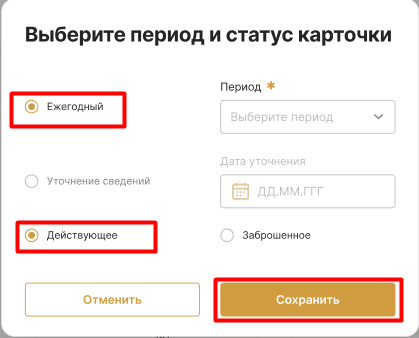 Выберите период и статус карточки
Период *
Ежегодный
Выберите период
Дата уточнения
Уточнение сведений
ДД.ММ.ГГГ
Действующее
Заброшенное
Отменить
Сохранить